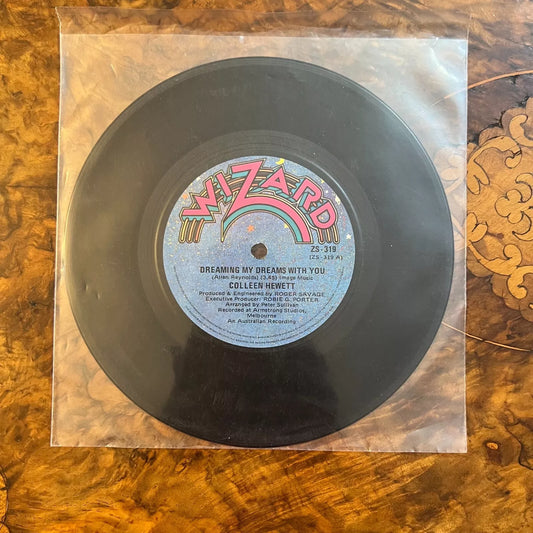 WIZARD
ZS-319
(ZS-319 A)
DREAMING MY DREAMS WITH YOU
(Allen Reynolds) (3.45) Image Music
COLLEEN HEWETT
Produced & Engineered by ROGER SAVAGE
Executive Producer: ROBIE G. PORTER
Arranged by Peter Sullivan
Recorded at Armstrong Studios,
Melbourne
An Australian Recording